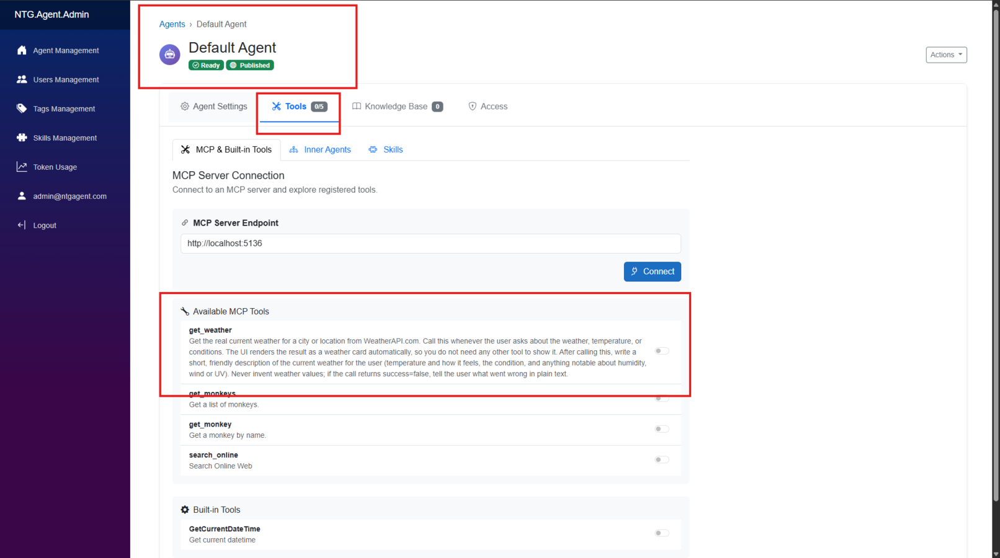 NTG.Agent.Admin
Agent Management
Users Management
Tags Management
Skills Management
Token Usage
admin@ntgagent.com
Logout
Agents › Default Agent
Default Agent
Ready Published
Actions
Agent Settings
Tools 0/5
Knowledge Base 0
Access
MCP & Built-in Tools
Inner Agents
Skills
MCP Server Connection
Connect to an MCP server and explore registered tools.
MCP Server Endpoint
http://localhost:5136
Connect
Available MCP Tools
get_weather
Get the real current weather for a city or location from WeatherAPI.com. Call this whenever the user asks about the weather, temperature, or
conditions. The UI renders the result as a weather card automatically, so you do not need any other tool to show it. After calling this, write a
short, friendly description of the current weather for the user (temperature and how it feels, the condition, and anything notable about humidity,
wind or UV). Never invent weather values; if the call returns success=false, tell the user what went wrong in plain text.
get_monkeys
Get a list of monkeys.
get_monkey
Get a monkey by name.
search_online
Search Online Web
Built-in Tools
GetCurrentDateTime
Get current datetime